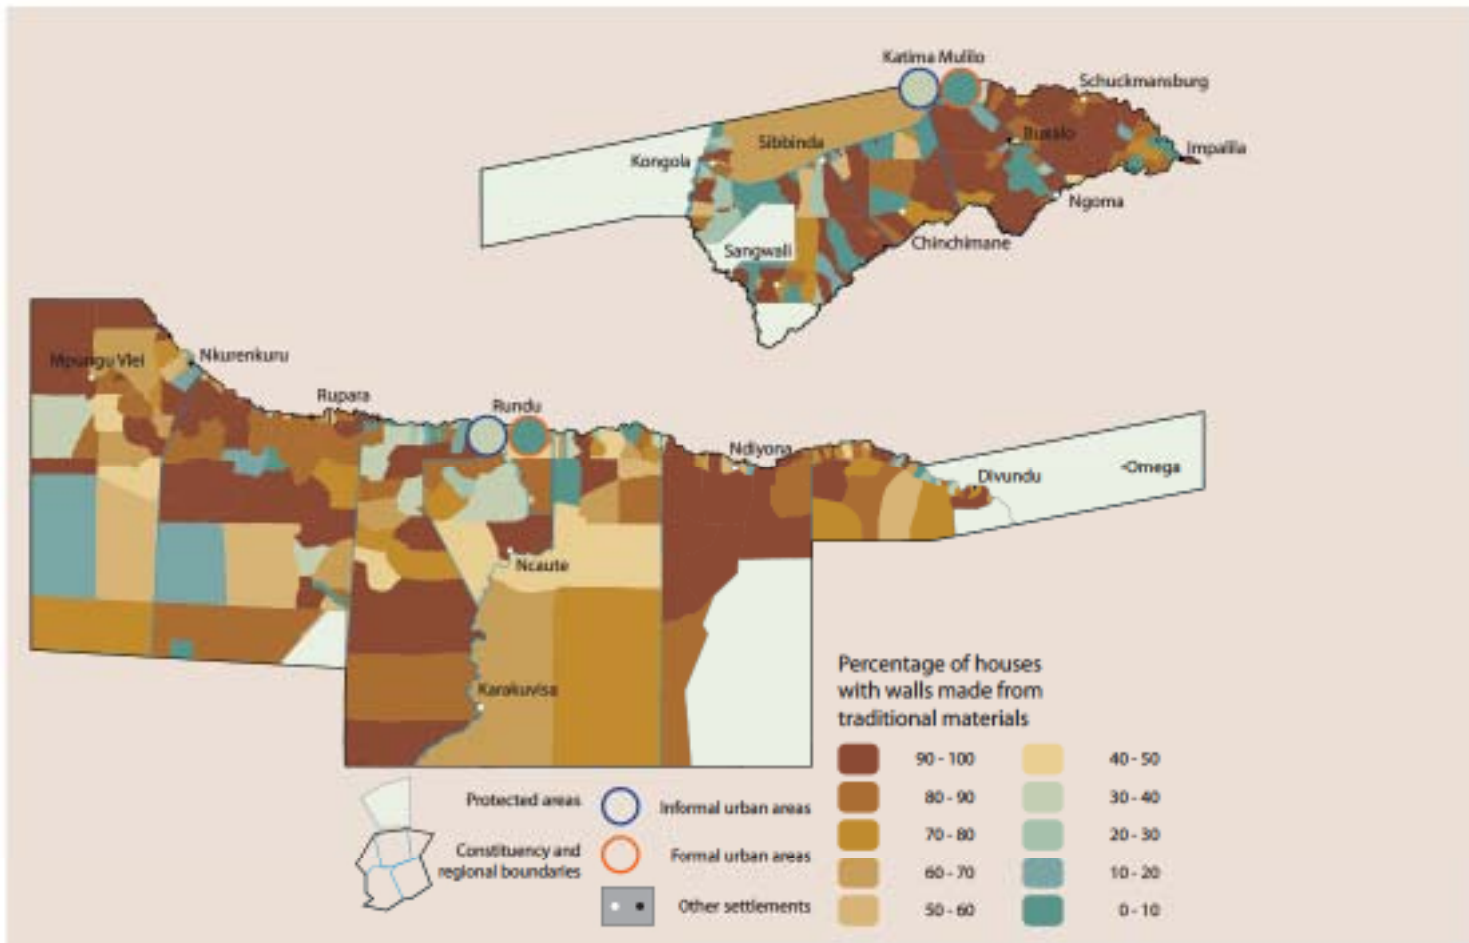 Katima Mulilo
Schuckmansburg
Bukalo
Sibbinda
Impalila
Kongola
Ngoma
Chinchimane
Sangwali
Mpungu Vlei
Nkurenkuru
Rupara
Rundu
Ndiyona
Omega
Divundu
Ncaute
Karakuvisa
Percentage of houses
with walls made from
traditional materials
90 - 100
80 - 90
70 - 80
60 - 70
50 - 60
40 - 50
30 - 40
20 - 30
10 - 20
0 - 10
Protected areas
Constituency and
regional boundaries
Informal urban areas
Formal urban areas
Other settlements